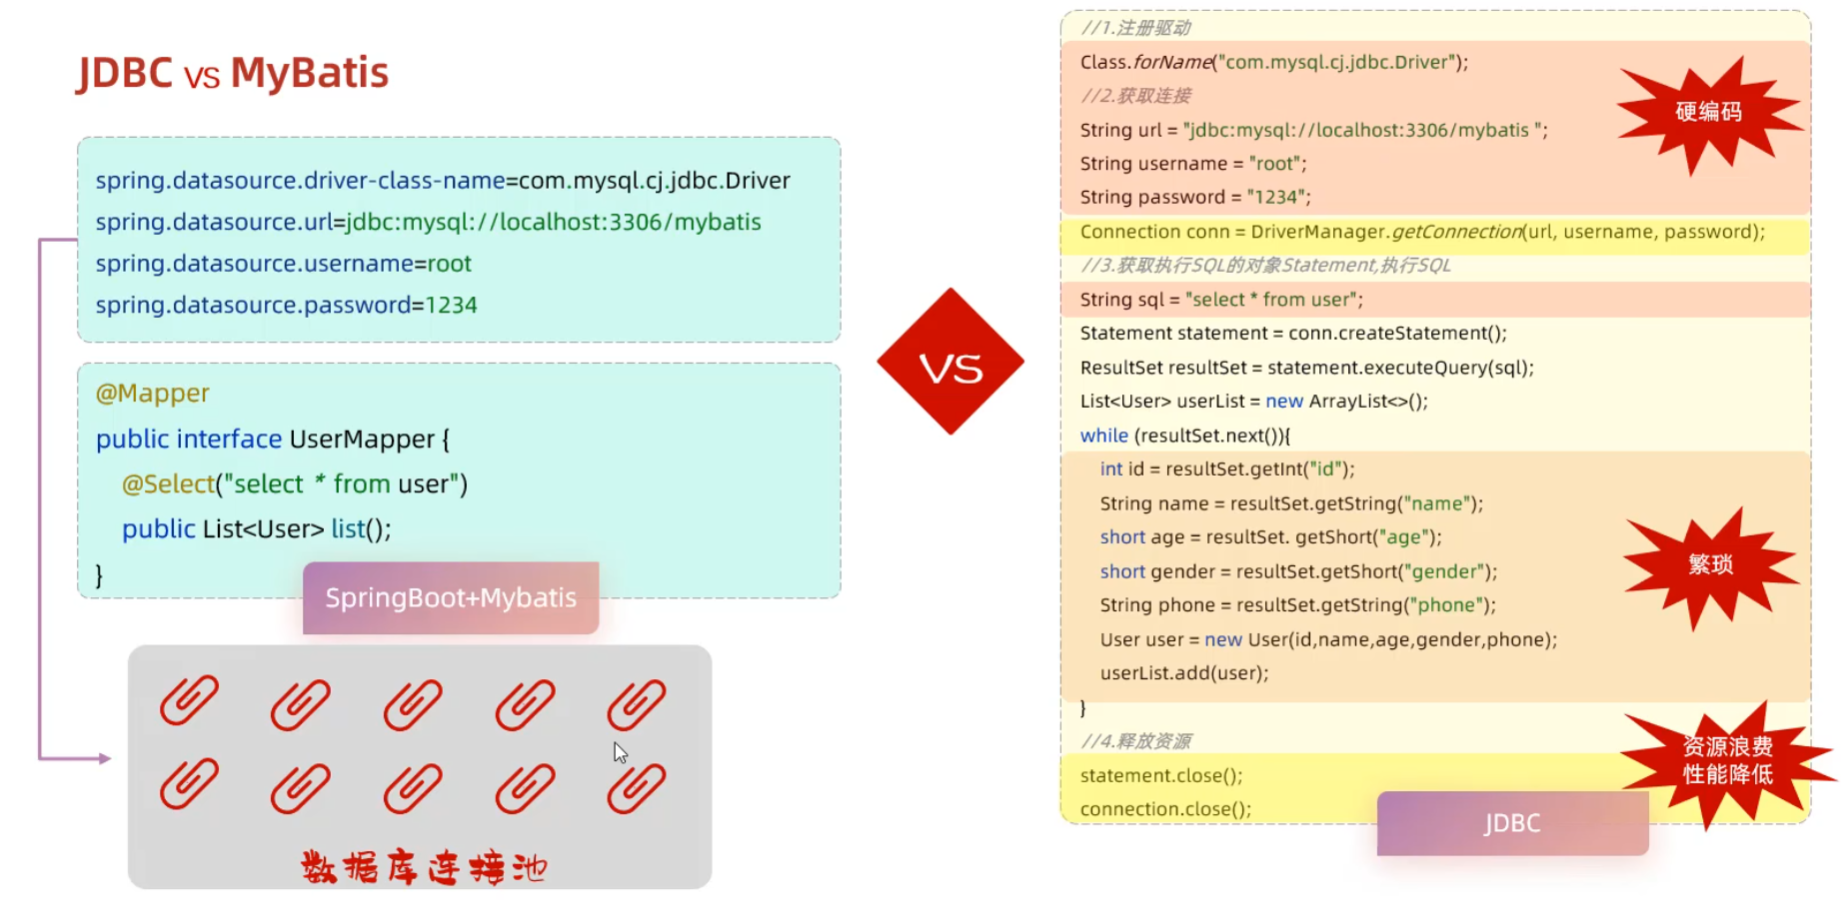 JDBC vs MyBatis
spring.datasource.driver-class-name=com.mysql.cj.jdbc.Driver
spring.datasource.url=jdbc:mysql://localhost:3306/mybatis
spring.datasource.username=root
spring.datasource.password=1234
@Mapper
public interface UserMapper {
@Select("select * from user")
public List<User> list();
}
SpringBoot+Mybatis
数据库连接池
VS
//1.注册驱动
Class.forName("com.mysql.cj.jdbc.Driver");
//2.获取连接
String url = "jdbc:mysql://localhost:3306/mybatis ";
String username = "root";
String password = "1234";
Connection conn = DriverManager.getConnection(url, username, password);
//3.获取执行SQL的对象Statement,执行SQL
String sql = "select * from user";
Statement statement = conn.createStatement();
ResultSet resultSet = statement.executeQuery(sql);
List<User> userList = new ArrayList<>();
while (resultSet.next()){
int id = resultSet.getInt("id");
String name = resultSet.getString("name");
short age = resultSet. getShort("age");
short gender = resultSet.getShort("gender");
String phone = resultSet.getString("phone");
User user = new User(id,name,age,gender,phone);
userList.add(user);
}
//4.释放资源
statement.close();
connection.close();
硬编码
繁琐
资源浪费
性能降低
JDBC